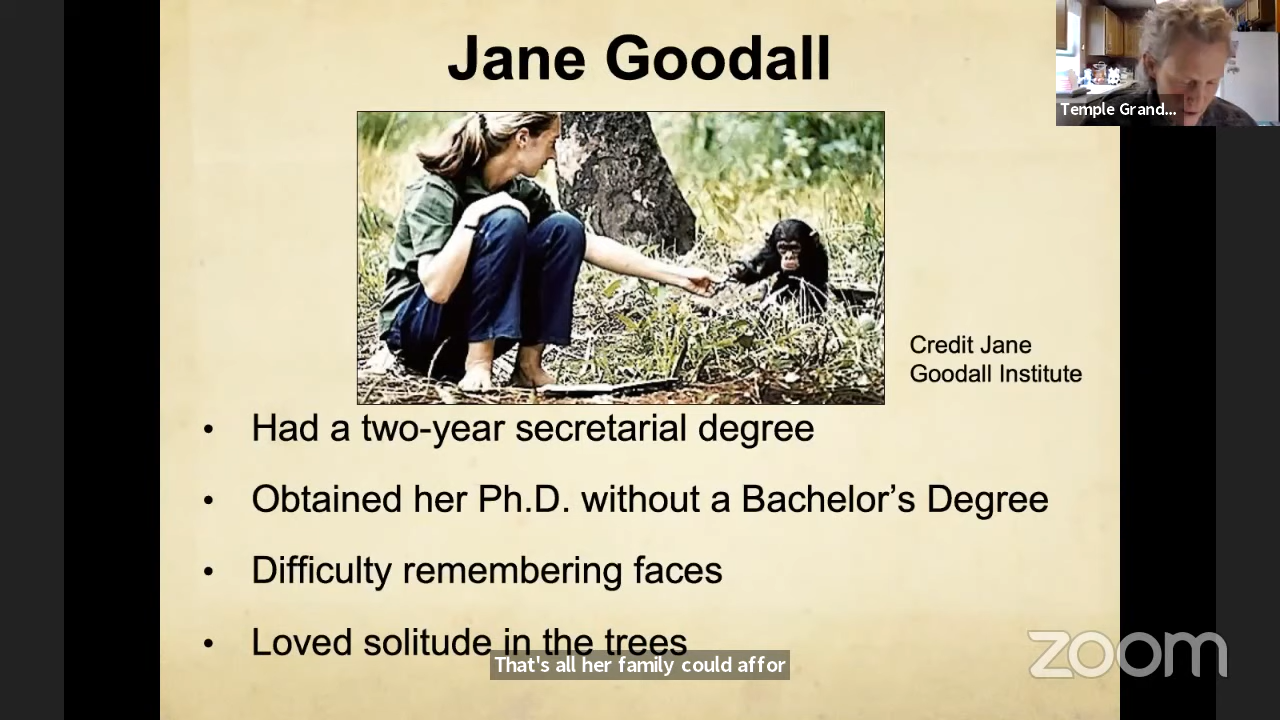 Jane Goodall
Temple Grand...
Credit Jane
Goodall Institute
• Had a two-year secretarial degree
• Obtained her Ph.D. without a Bachelor’s Degree
• Difficulty remembering faces
• Loved solitude in the trees
That's all her family could affor
zoom